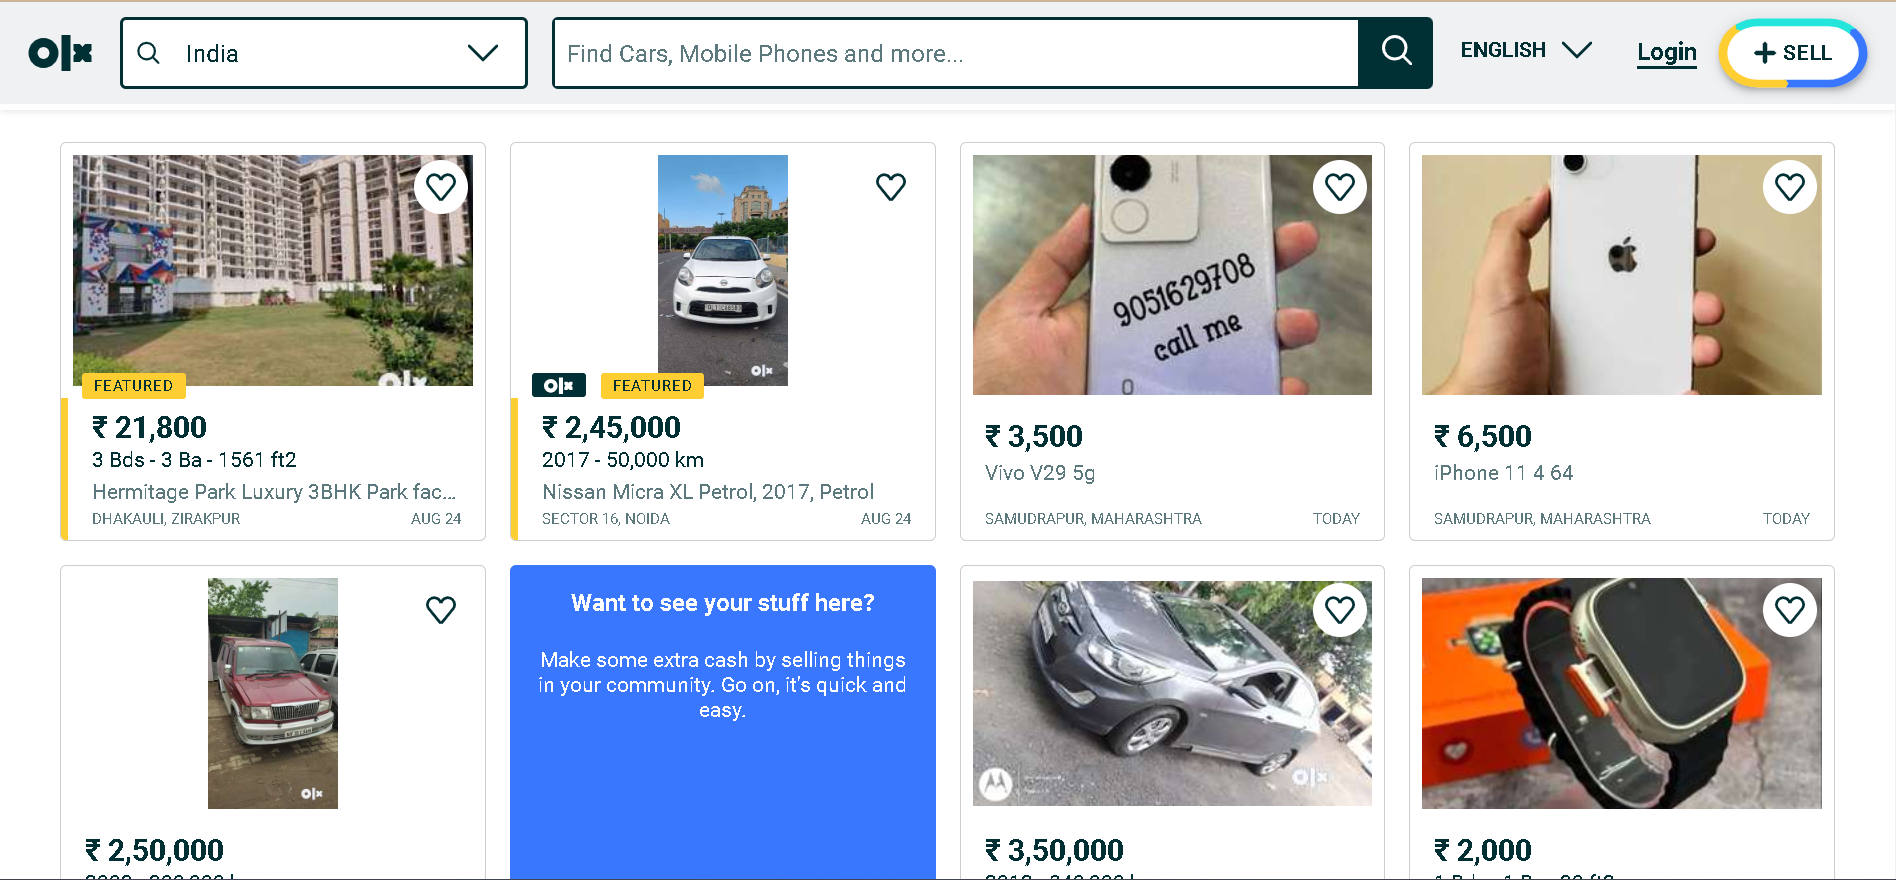 olx
India
Find Cars, Mobile Phones and more...
ENGLISH
Login
+ SELL
olx
FEATURED
₹ 21,800
3 Bds - 3 Ba - 1561 ft2
Hermitage Park Luxury 3BHK Park fac...
DHAKAULI, ZIRAKPUR
AUG 24
olx
olx
FEATURED
₹ 2,45,000
2017 - 50,000 km
Nissan Micra XL Petrol, 2017, Petrol
SECTOR 16, NOIDA
AUG 24
9051629708
call me
₹ 3,500
Vivo V29 5g
SAMUDRAPUR, MAHARASHTRA
TODAY
₹ 6,500
iPhone 11 4 64
SAMUDRAPUR, MAHARASHTRA
TODAY
olx
₹ 2,50,000
Want to see your stuff here?
Make some extra cash by selling things
in your community. Go on, it's quick and
easy.
olx
₹ 3,50,000
₹ 2,000